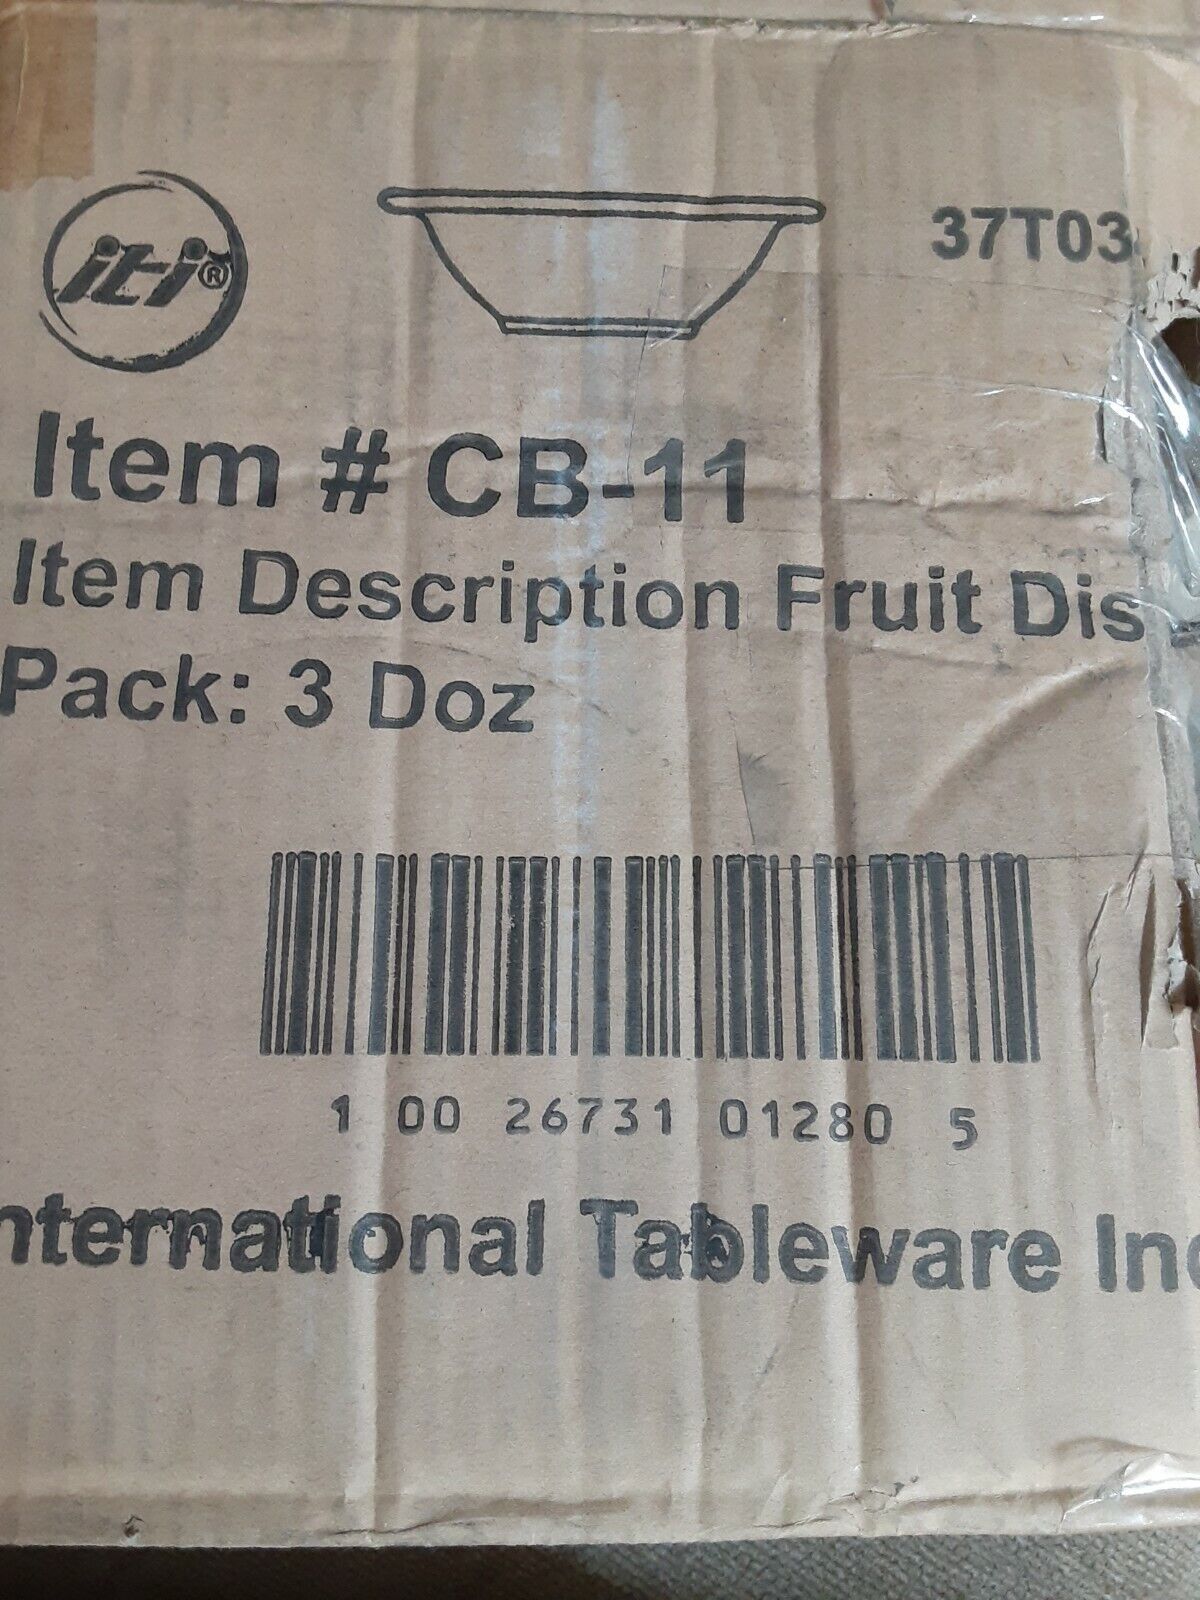 iti®
37T03
Item # CB-11
Item Description Fruit Dis
Pack: 3 Doz
1 00 26731 01280 5
nternational Tableware Inc